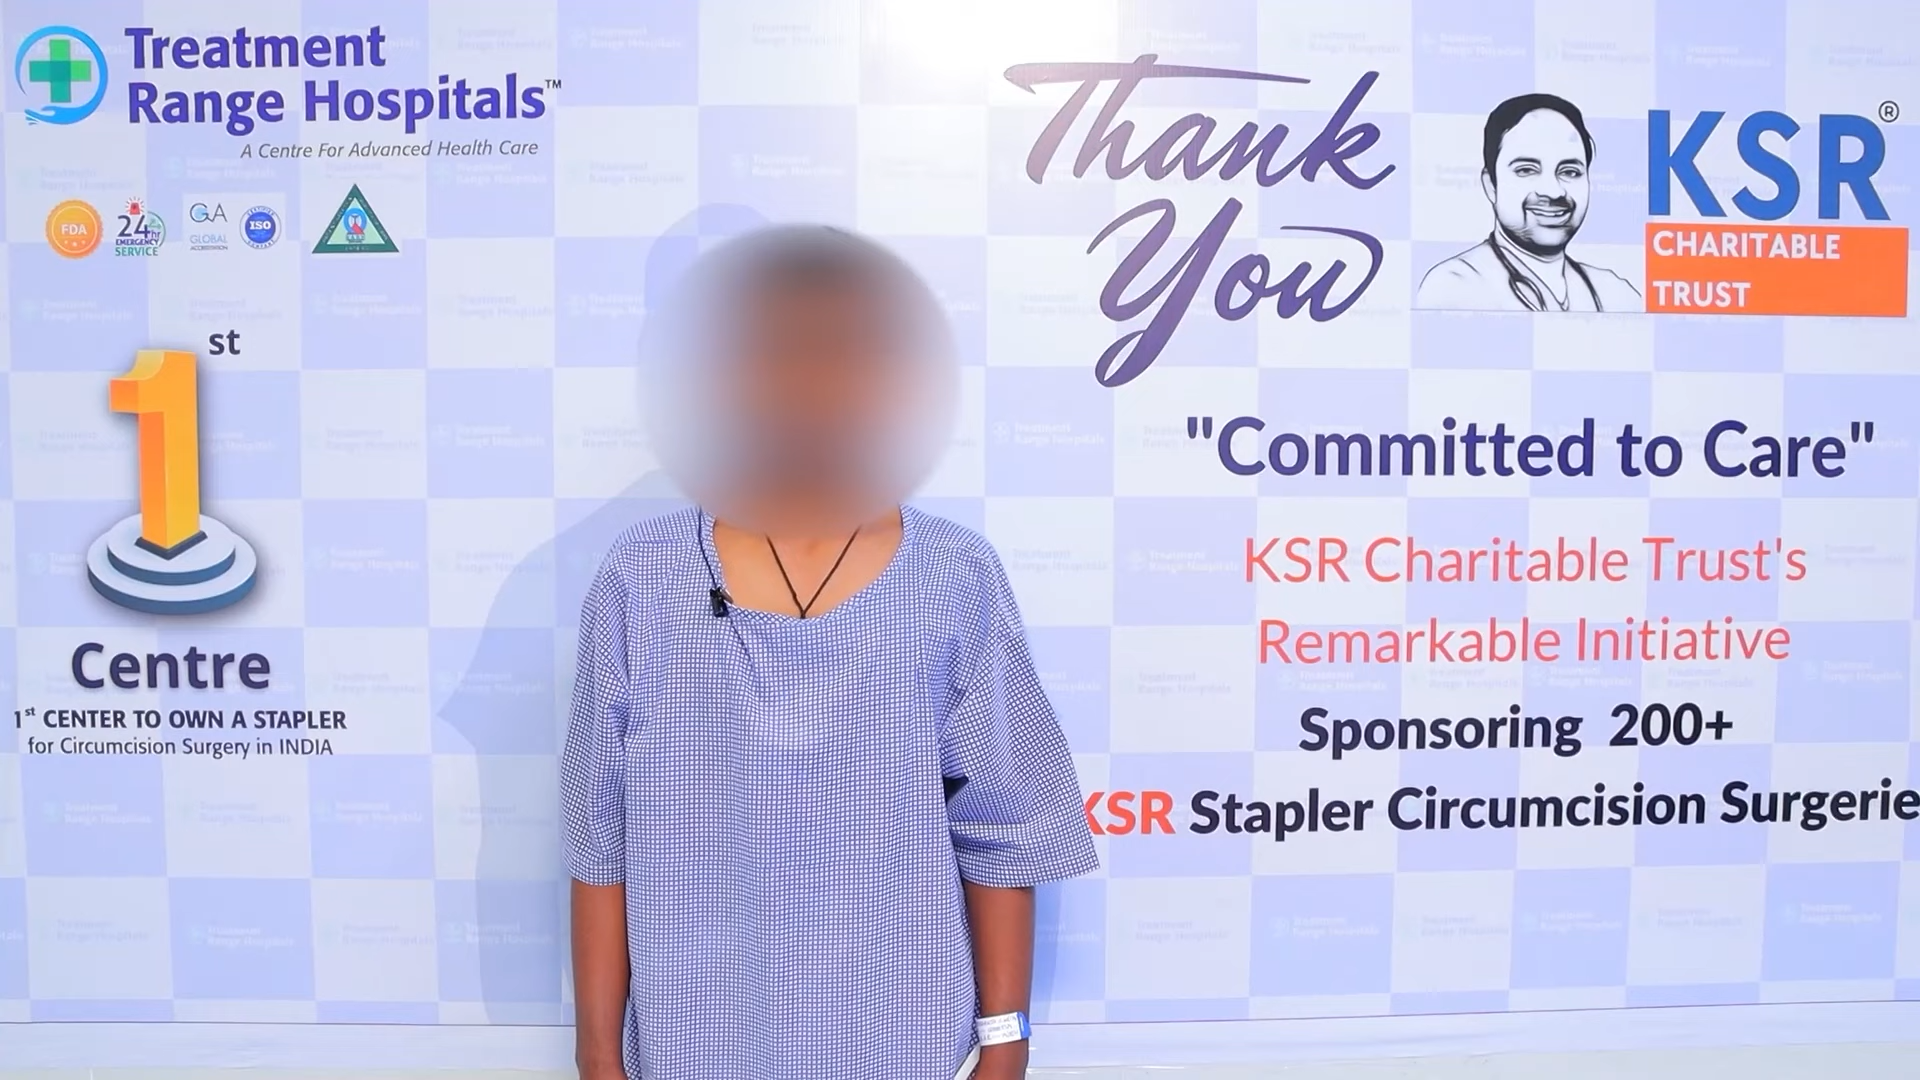 Treatment
Range Hospitals™
A Centre For Advanced Health Care
FDA
24hr
EMERGENCY
SERVICE
GA
GLOBAL
ISO
1st
Centre
1st CENTER TO OWN A STAPLER
for Circumcision Surgery in INDIA
Thank
You
KSR®
CHARITABLE
TRUST
"Committed to Care"
KSR Charitable Trust's
Remarkable Initiative
Sponsoring 200+
KSR Stapler Circumcision Surgerie